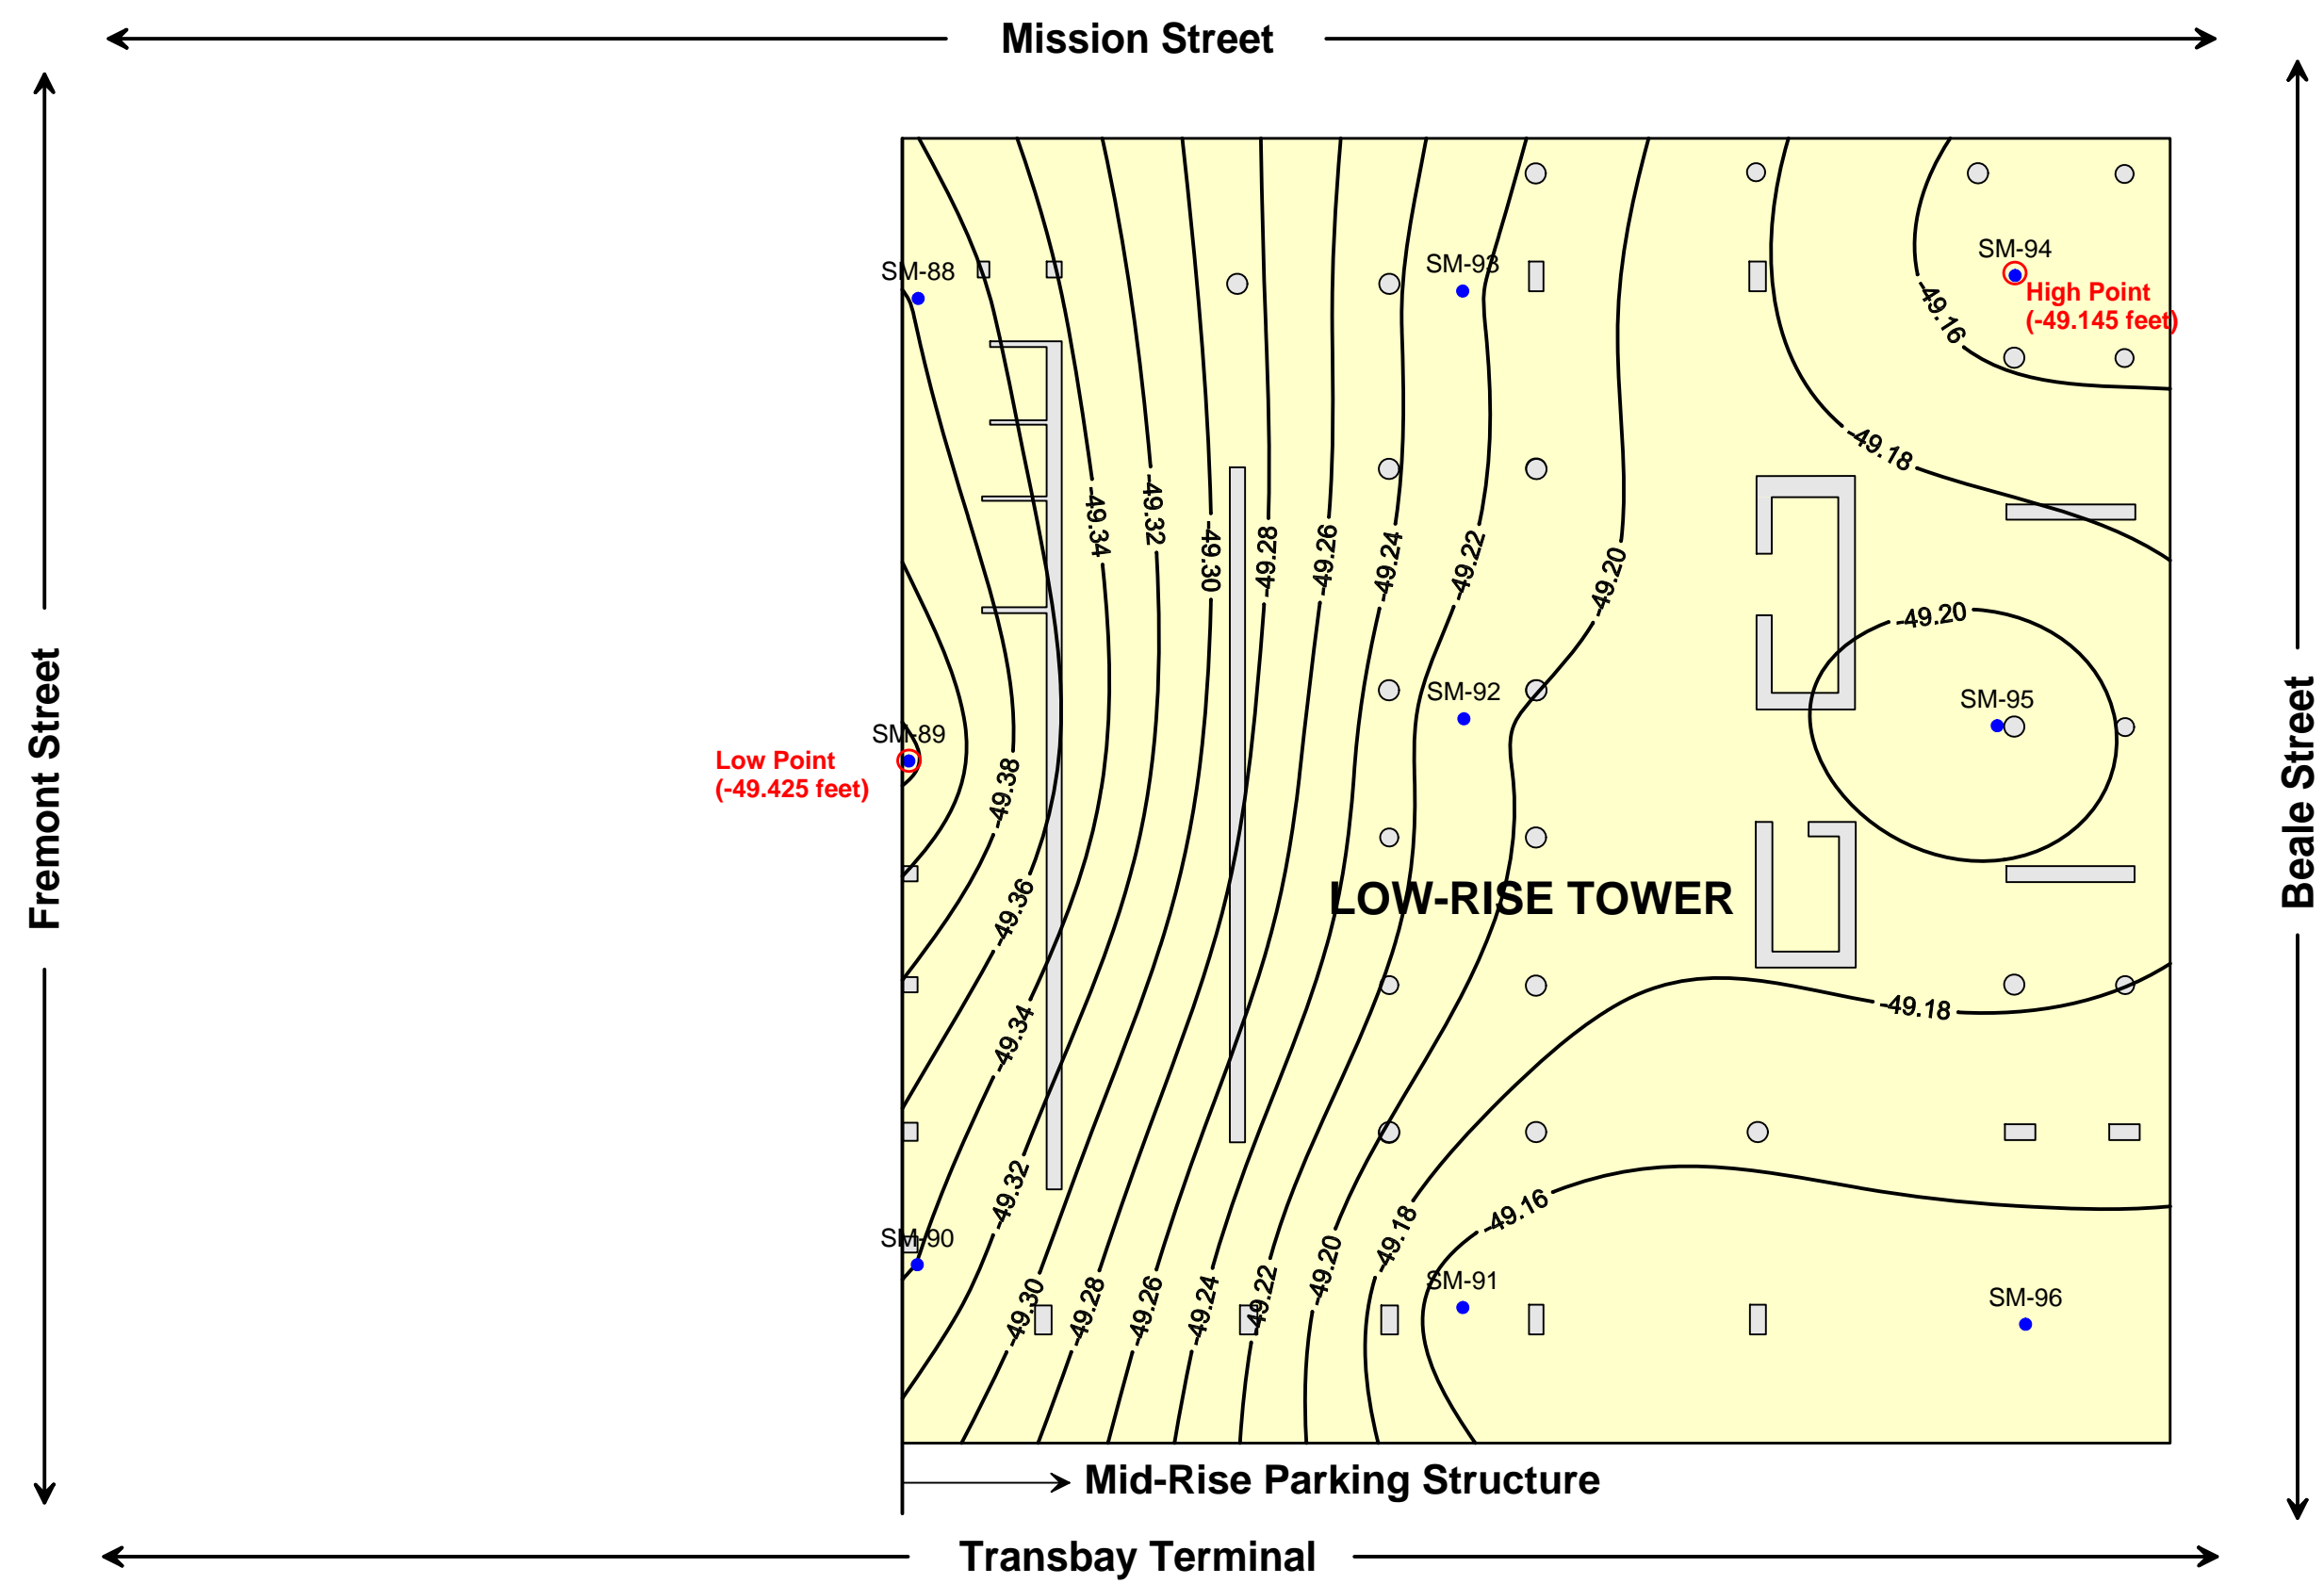 Mission Street
SM-88
SM-93
SM-94
High Point
(-49.145 feet)
-49.16
-49.18
-49.34
-49.32
-49.30
-49.28
-49.26
-49.24
-49.22
-49.20
-49.20
Fremont Street
Beale Street
SM-89
SM-92
SM-95
Low Point
(-49.425 feet)
-49.38
-49.36
LOW-RISE TOWER
-49.34
-49.18
-49.32
-49.18
-49.16
SM-90
SM-91
SM-96
-49.30
-49.28
-49.26
-49.24
-49.22
-49.20
Mid-Rise Parking Structure
Transbay Terminal